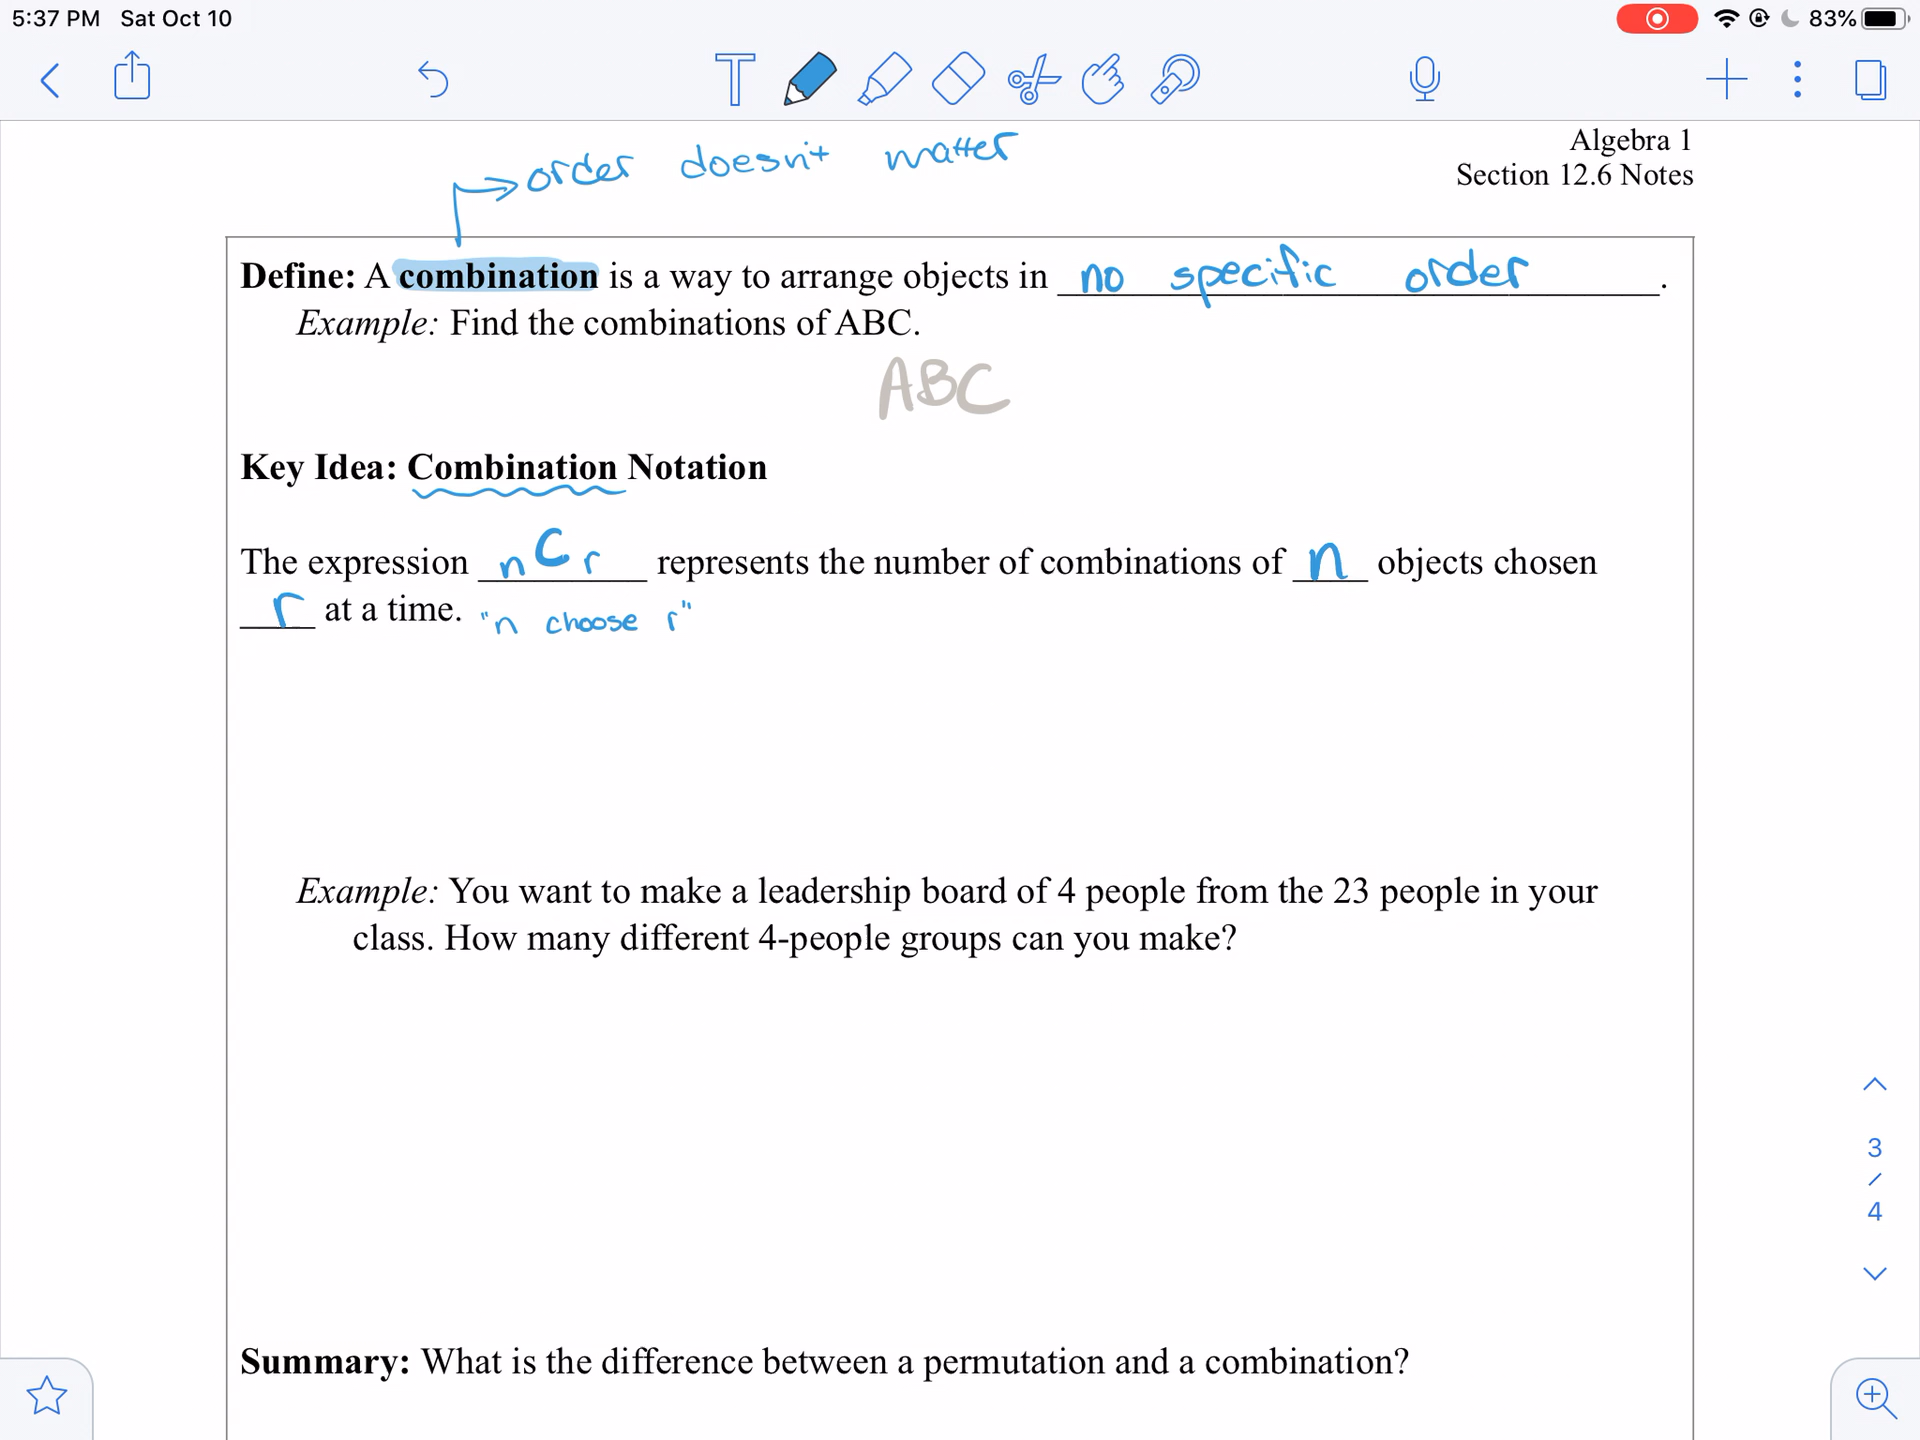 5:37 PM Sat Oct 10 83%
Algebra 1
order doesn't matter
Section 12.6 Notes
Define: A combination is a way to arrange objects in no specific order.
Example: Find the combinations of ABC.
ABC
Key Idea: Combination Notation
The expression nCr represents the number of combinations of n objects chosen
r at a time. "n choose r"
Example: You want to make a leadership board of 4 people from the 23 people in your
class. How many different 4-people groups can you make?
3
/
4
Summary: What is the difference between a permutation and a combination?